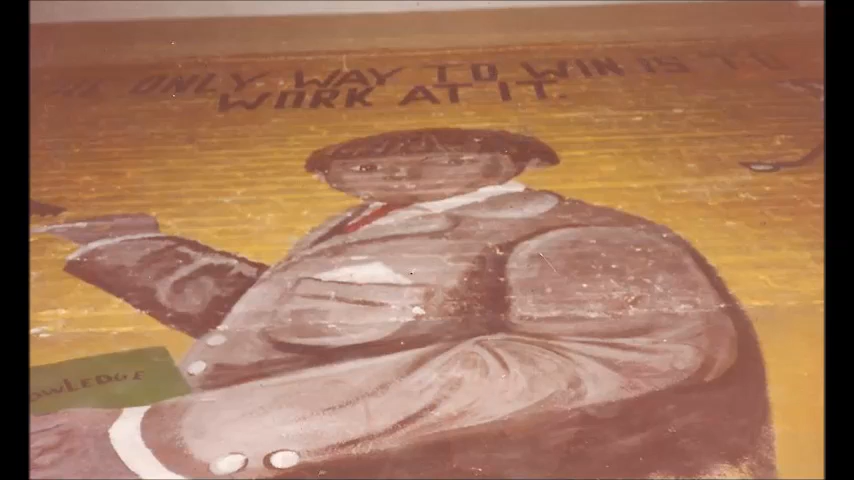 ONLY WAY TO WIN IS TO
WORK AT IT.
OWLEDGE